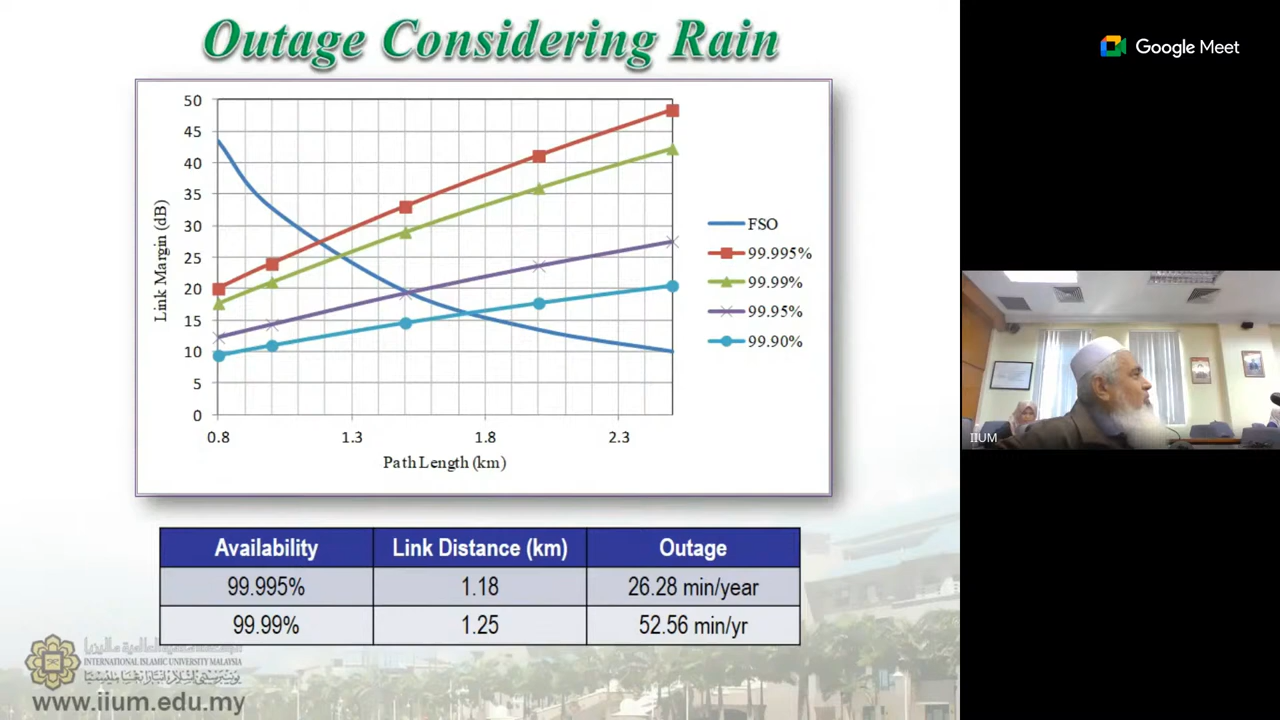 Outage Considering Rain
Google Meet
50
45
40
35
30
25
20
15
10
5
0
Link Margin (dB)
0.8 1.3 1.8 2.3
Path Length (km)
FSO
99.995%
99.99%
99.95%
99.90%
Availability Link Distance (km) Outage
99.995% 1.18 26.28 min/year
99.99% 1.25 52.56 min/yr
INTERNATIONAL ISLAMIC UNIVERSITY MALAYSIA
www.iium.edu.my
IIUM